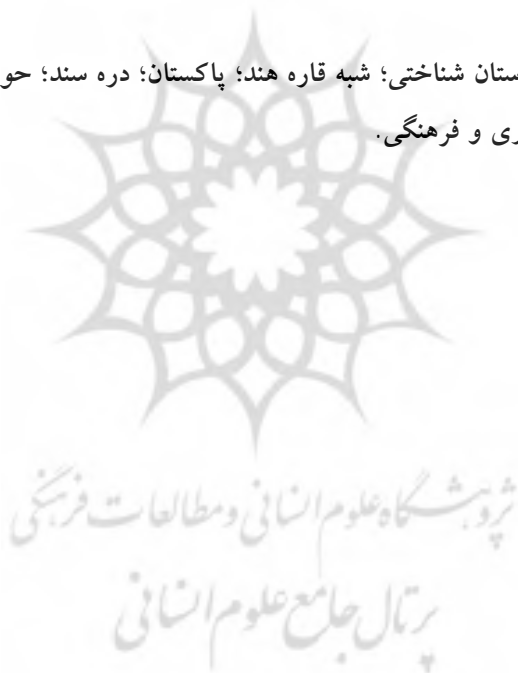 ستان شناختی؛ شبه قاره هند؛ پاکستان؛ دره سند؛ حو
ری و فرهنگی.
پژوهشگاه علوم انسانی و مطالعات فرهنگی
پرتال جامع علوم انسانی